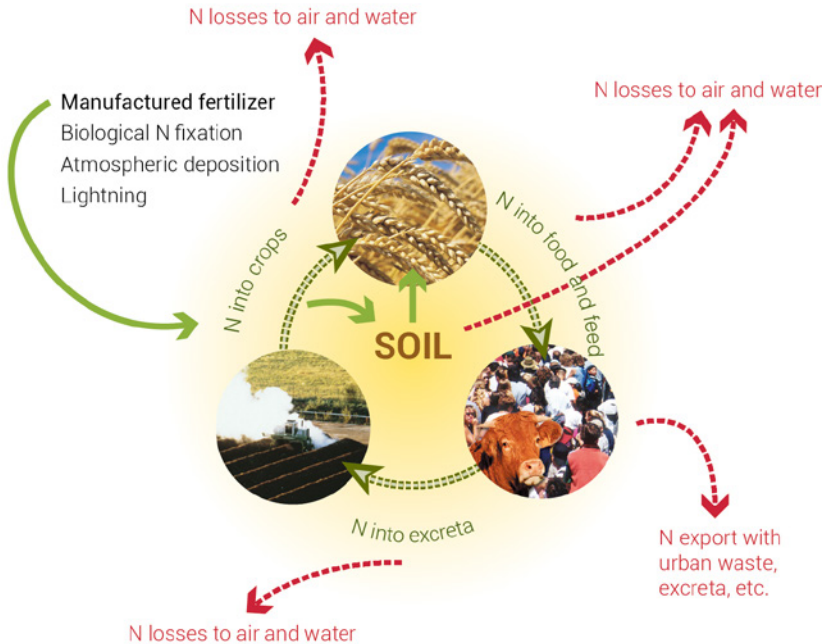 N losses to air and water
N losses to air and water
Manufactured fertilizer
Biological N fixation
Atmospheric deposition
Lightning
N into crops
N into food and feed
SOIL
N into excreta
N export with
urban waste,
excreta, etc.
N losses to air and water